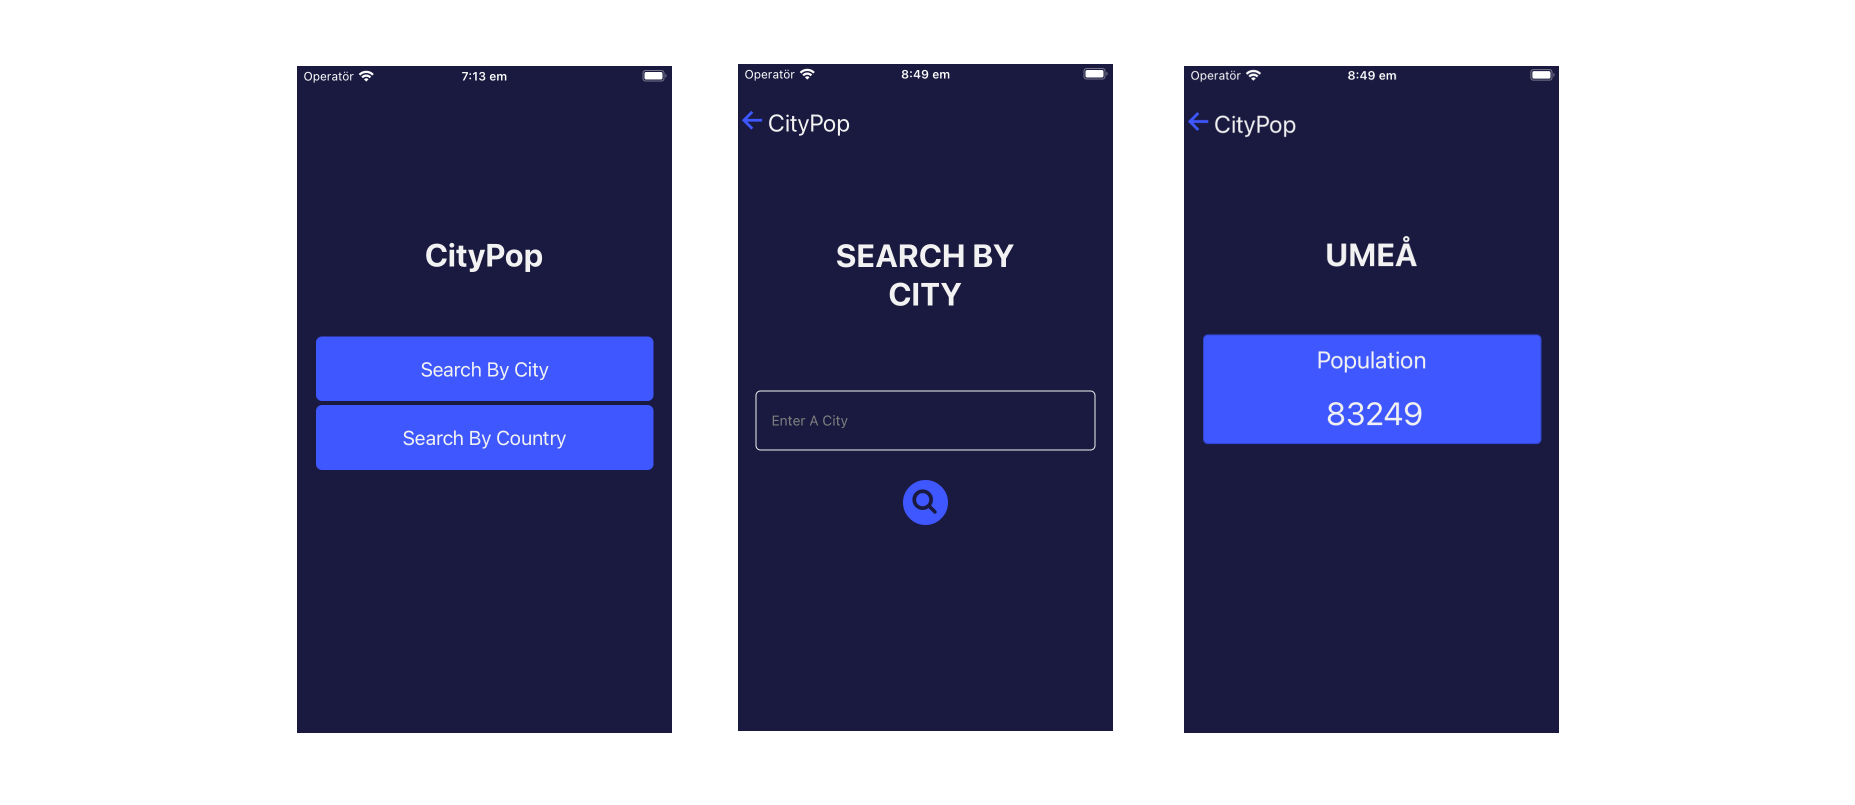 Operatör 7:13 em
CityPop
Search By City
Search By Country
Operatör 8:49 em
CityPop
SEARCH BY
CITY
Enter A City
Operatör 8:49 em
CityPop
UMEÅ
Population
83249